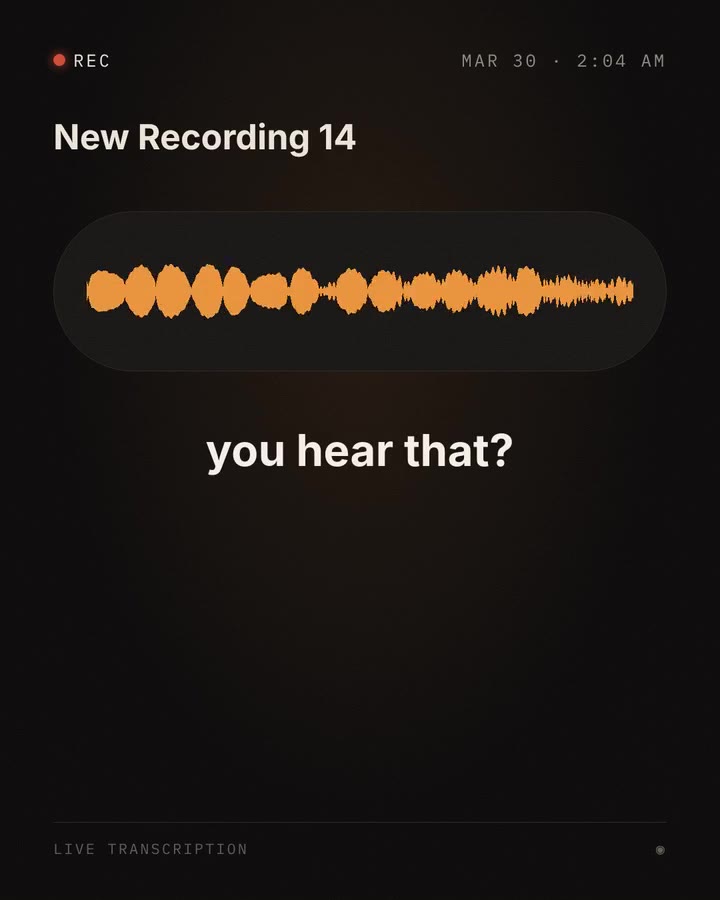 REC
MAR 30 · 2:04 AM
New Recording 14
you hear that?
LIVE TRANSCRIPTION